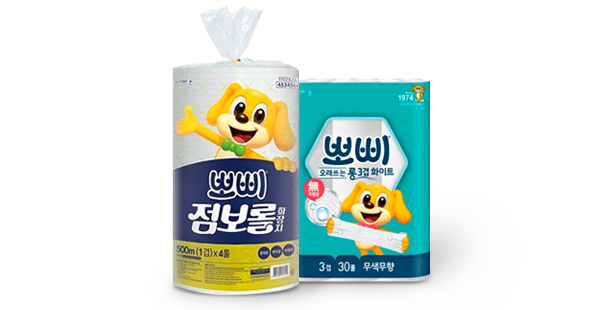 뽀삐
점보롤
화장지
500m (1겹) x 4롤
1974
뽀삐
오래쓰는 롱 3겹 화이트
無
3겹 30롤 무색무향